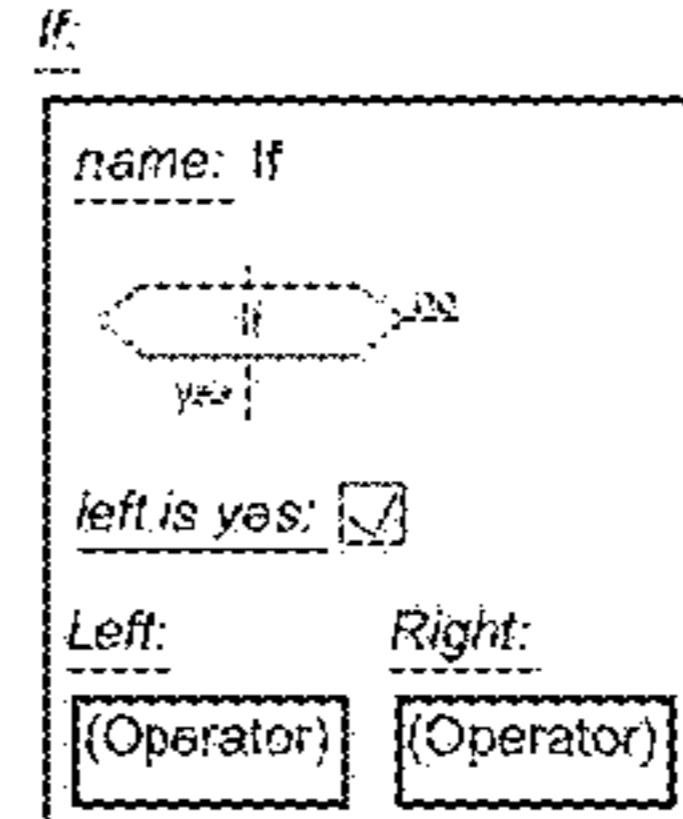 If:
name: If
If no
yes
left is yes:
Left: Right:
(Operator) (Operator)